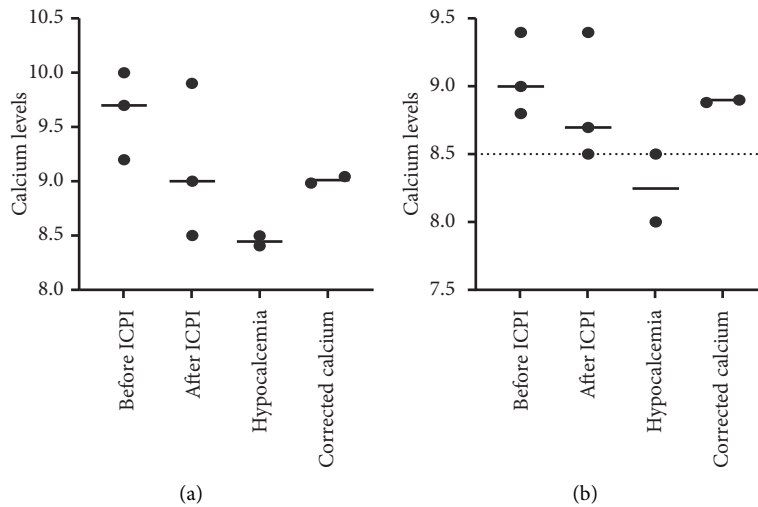 Calcium levels
10.5
10.0
9.5
9.0
8.5
8.0
Before ICPI
After ICPI
Hypocalcemia
Corrected calcium
(a)
Calcium levels
9.5
9.0
8.5
8.0
7.5
Before ICPI
After ICPI
Hypocalcemia
Corrected calcium
(b)